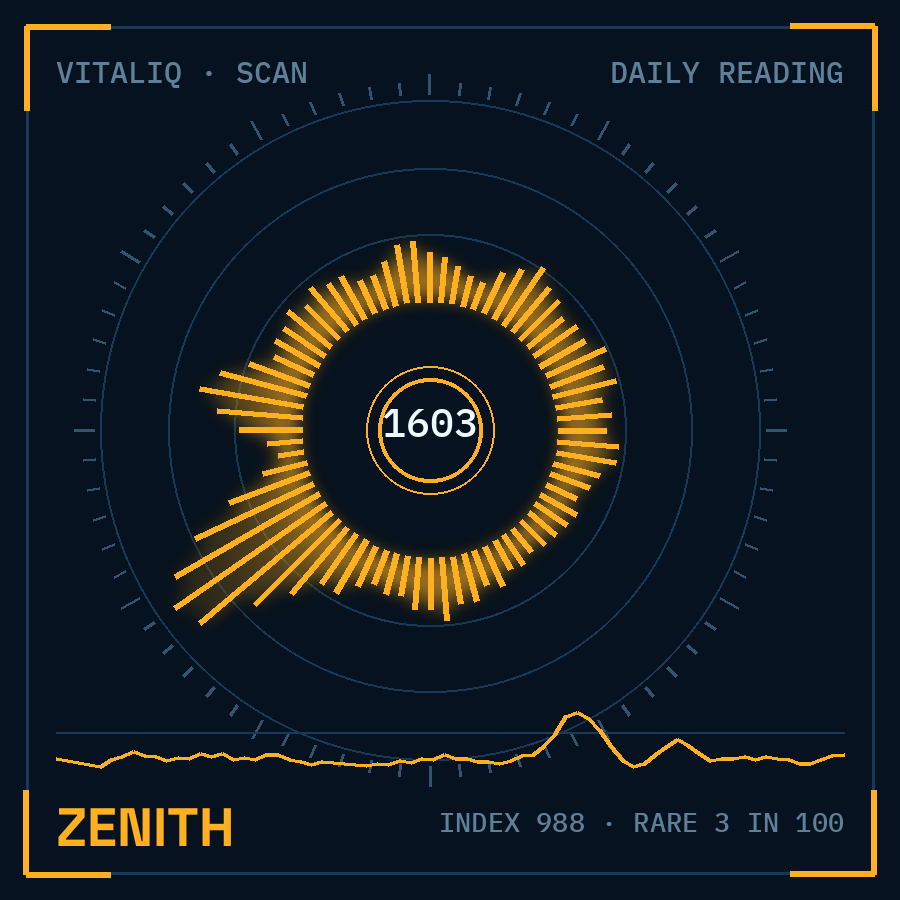 VITALIQ · SCAN
DAILY READING
1603
ZENITH
INDEX 988 · RARE 3 IN 100